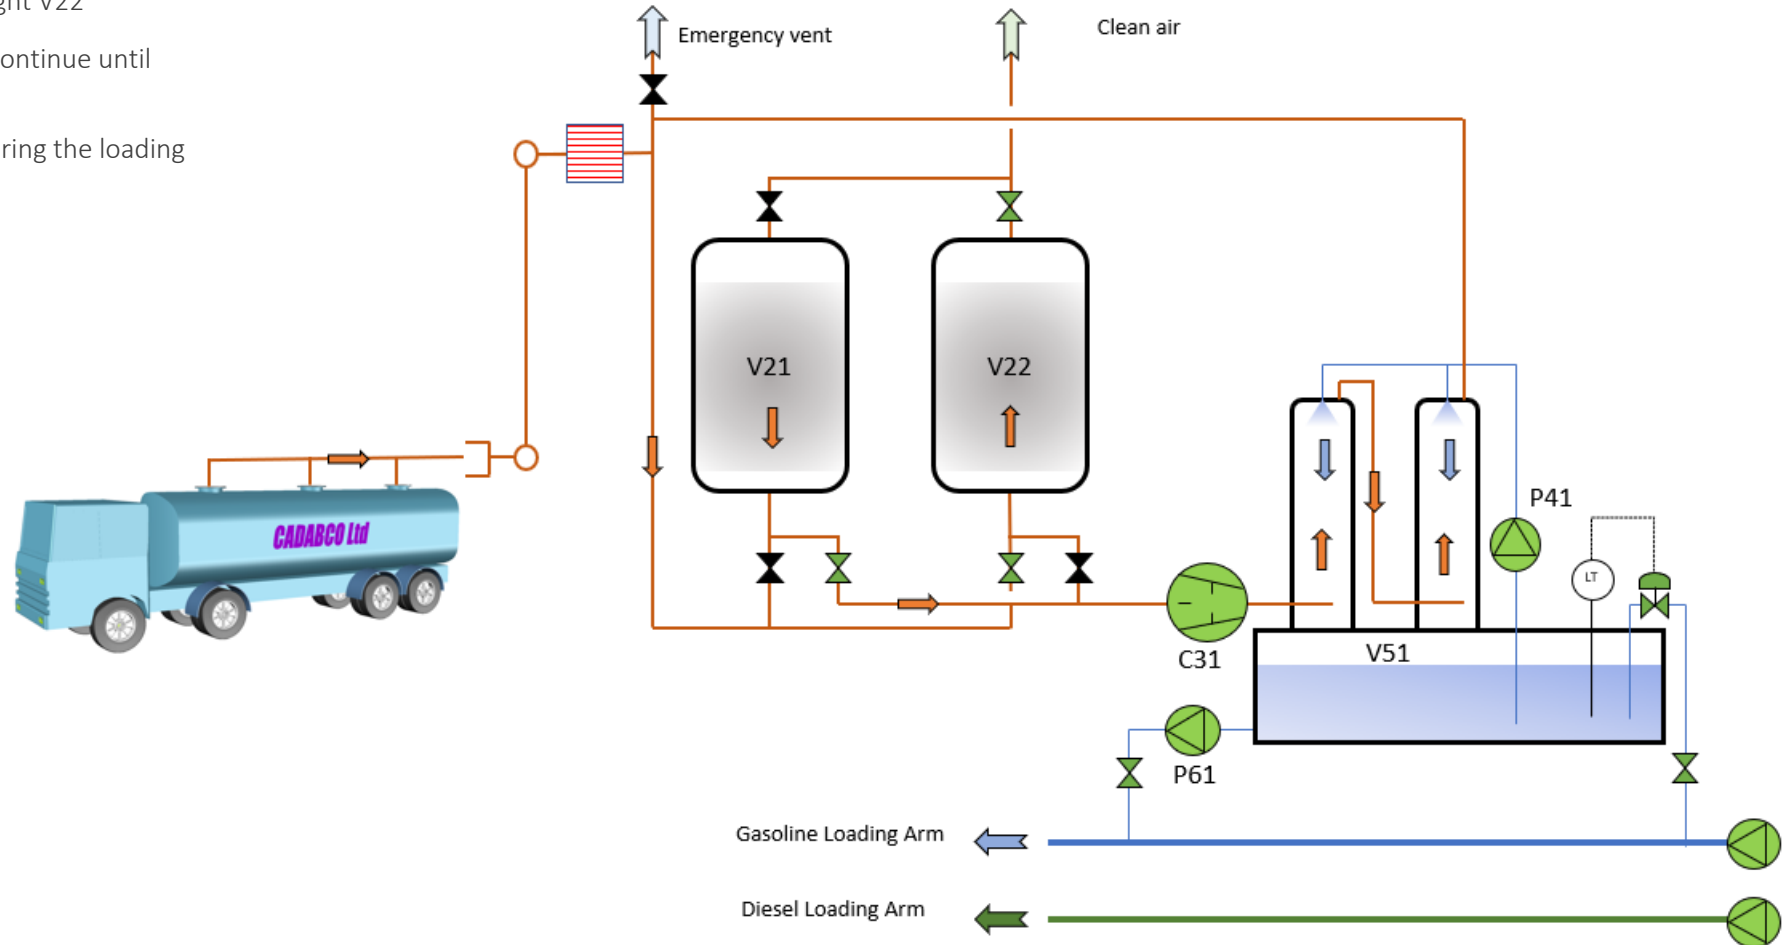 V22
ontinue until
ring the loading
Emergency vent
Clean air
V21
V22
CADABCO Ltd
P41
LT
C31
V51
P61
Gasoline Loading Arm
Diesel Loading Arm